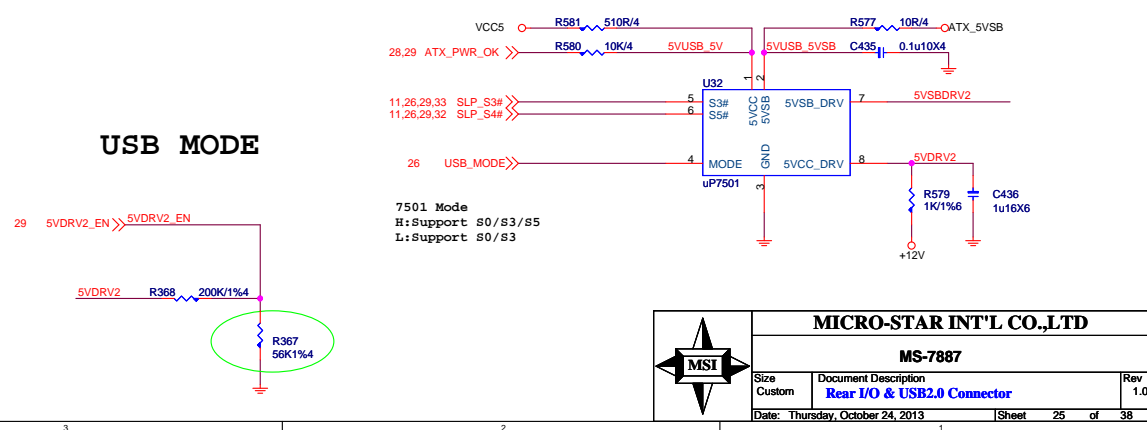 VCC5
R581
510R/4
R577
10R/4
ATX_5VSB
28,29 ATX_PWR_OK
R580
10K/4
5VUSB_5V
5VUSB_5VSB
C435
0.1u10X4
U32
1
2
11,26,29,33 SLP_S3#
11,26,29,32 SLP_S4#
5
6
S3#
S5#
5VCC
5VSB
5VSB_DRV
7
5VSBDRV2
USB MODE
26 USB_MODE
4
MODE
GND
5VCC_DRV
8
5VDRV2
uP7501
3
R579
1K/1%6
C436
1u16X6
+12V
7501 Mode
H:Support S0/S3/S5
L:Support S0/S3
29 5VDRV2_EN
5VDRV2_EN
5VDRV2
R368
200K/1%4
R367
56K1%4
MSI
MICRO-STAR INT'L CO.,LTD
MS-7887
Size
Custom
Document Description
Rear I/O & USB2.0 Connector
Rev
1.0
Date: Thursday, October 24, 2013
Sheet 25 of 38
3
2
1